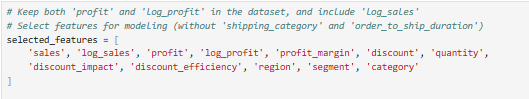 # Keep both 'profit' and 'log_profit' in the dataset, and include 'log_sales'
# Select features for modeling (without 'shipping_category' and 'order_to_ship_duration')
selected_features = [
    'sales', 'log_sales', 'profit', 'log_profit', 'profit_margin', 'discount', 'quantity',
    'discount_impact', 'discount_efficiency', 'region', 'segment', 'category'
]